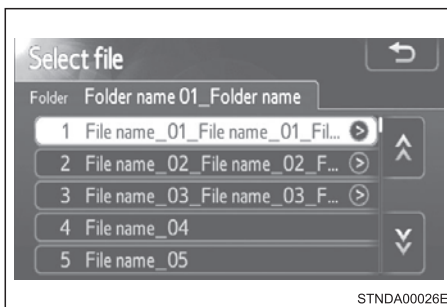 Select file
Folder Folder name 01_Folder name
1 File name_01_File name_01_Fil...
2 File name_02_File name_02_F...
3 File name_03_File name_03_F...
4 File name_04
5 File name_05
STNDA00026E